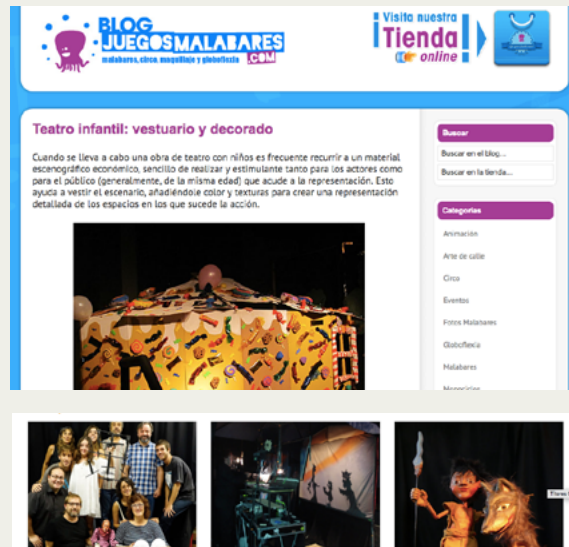 BLOG
JUEGOSMALABARES
.COM
malabares, circo, maquillaje y globoflexia
¡Visita nuestra
Tienda!
online
Teatro infantil: vestuario y decorado
Cuando se lleva a cabo una obra de teatro con niños es frecuente recurrir a un material
escenográfico económico, sencillo de realizar y estimulante tanto para los actores como
para el público (generalmente, de la misma edad) que acude a la representación. Esto
ayuda a vestir el escenario, añadiéndole color y texturas para crear una representación
detallada de los espacios en los que sucede la acción.
Buscar
Buscar en el blog...
Buscar en la tienda...
Categorías
Animación
Arte de calle
Circo
Eventos
Fotos Malabares
Globoflexia
Malabares
Monociclos